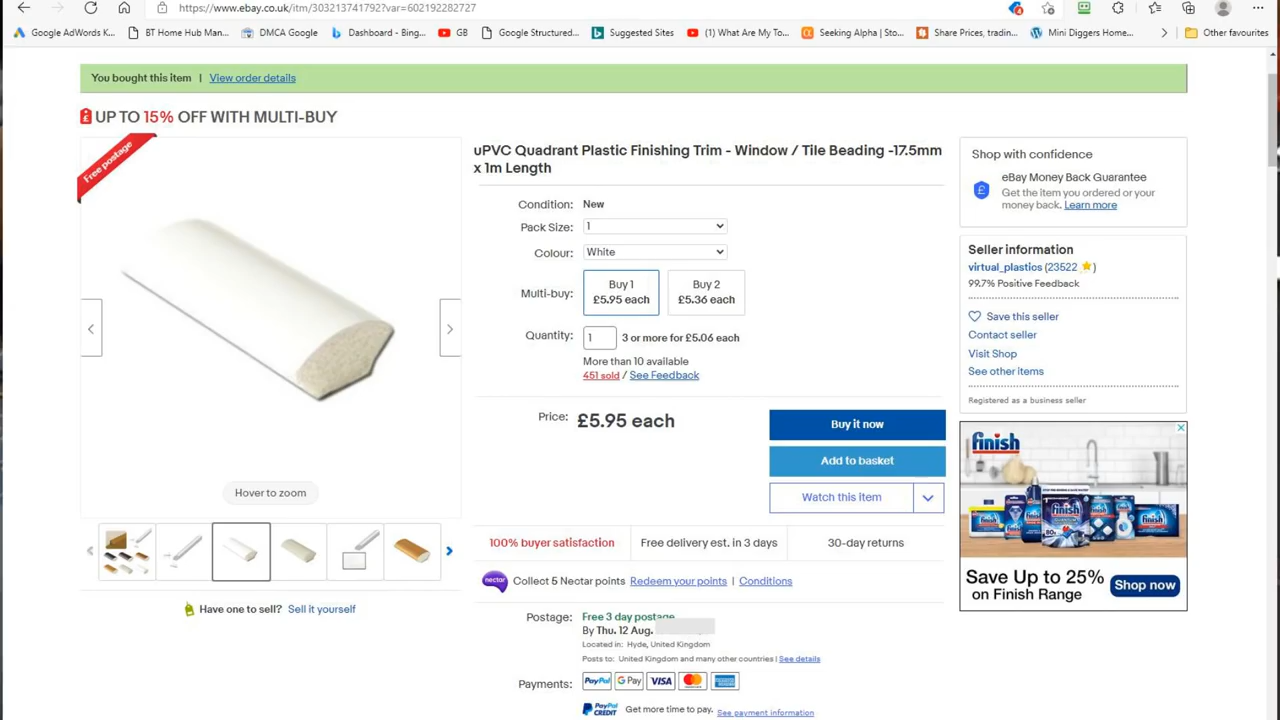 https://www.ebay.co.uk/itm/303213741792?var=602192282727
Google AdWords K...
BT Home Hub Man...
DMCA Google
Dashboard - Bing...
GB
Google Structured...
Suggested Sites
(1) What Are My To...
Seeking Alpha | Sto...
Share Prices, tradin...
Mini Diggers Home...
Other favourites
You bought this item | View order details
UP TO 15% OFF WITH MULTI-BUY
Free postage
uPVC Quadrant Plastic Finishing Trim - Window / Tile Beading -17.5mm
x 1m Length
Condition: New
Pack Size: 1
Colour: White
Multi-buy:
Buy 1
£5.95 each
Buy 2
£5.36 each
Quantity: 1 3 or more for £5.06 each
More than 10 available
451 sold / See Feedback
Price: £5.95 each
Buy it now
Add to basket
Watch this item
Hover to zoom
Have one to sell? Sell it yourself
100% buyer satisfaction
Free delivery est. in 3 days
30-day returns
nectar
Collect 5 Nectar points Redeem your points | Conditions
Postage: Free 3 day postage
By Thu. 12 Aug.
Located in: Hyde, United Kingdom
Posts to: United Kingdom and many other countries | See details
Payments: PayPal G Pay VISA
PayPal
CREDIT
Get more time to pay. See payment information
Shop with confidence
eBay Money Back Guarantee
Get the item you ordered or your
money back. Learn more
Seller information
virtual_plastics (23522 )
99.7% Positive Feedback
Save this seller
Contact seller
Visit Shop
See other items
Registered as a business seller
finish
Save Up to 25%
on Finish Range
Shop now